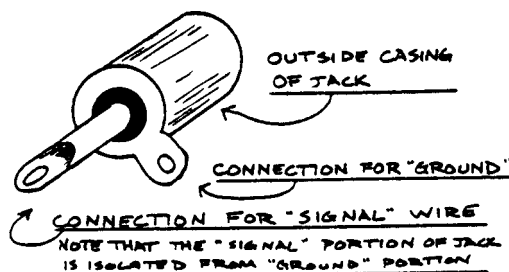 OUTSIDE CASING
OF JACK
CONNECTION FOR "GROUND"
CONNECTION FOR "SIGNAL" WIRE
NOTE THAT THE "SIGNAL" PORTION OF JACK
IS ISOLATED FROM "GROUND" PORTION